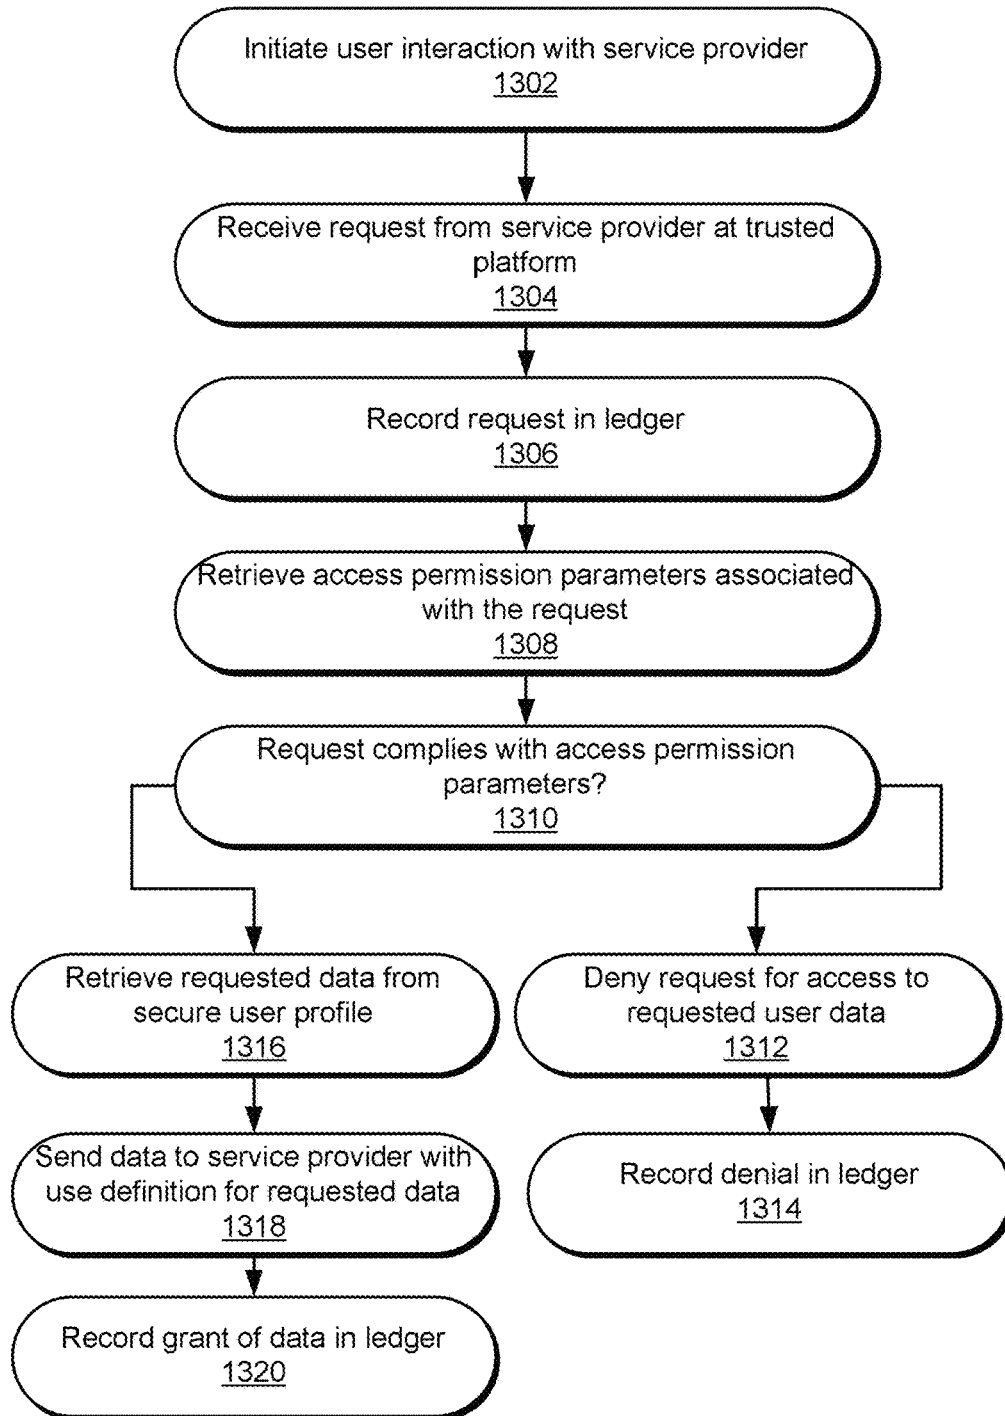 Initiate user interaction with service provider
1302
Receive request from service provider at trusted
platform
1304
Record request in ledger
1306
Retrieve access permission parameters associated
with the request
1308
Request complies with access permission
parameters?
1310
Retrieve requested data from
secure user profile
1316
Deny request for access to
requested user data
1312
Send data to service provider with
use definition for requested data
1318
Record denial in ledger
1314
Record grant of data in ledger
1320